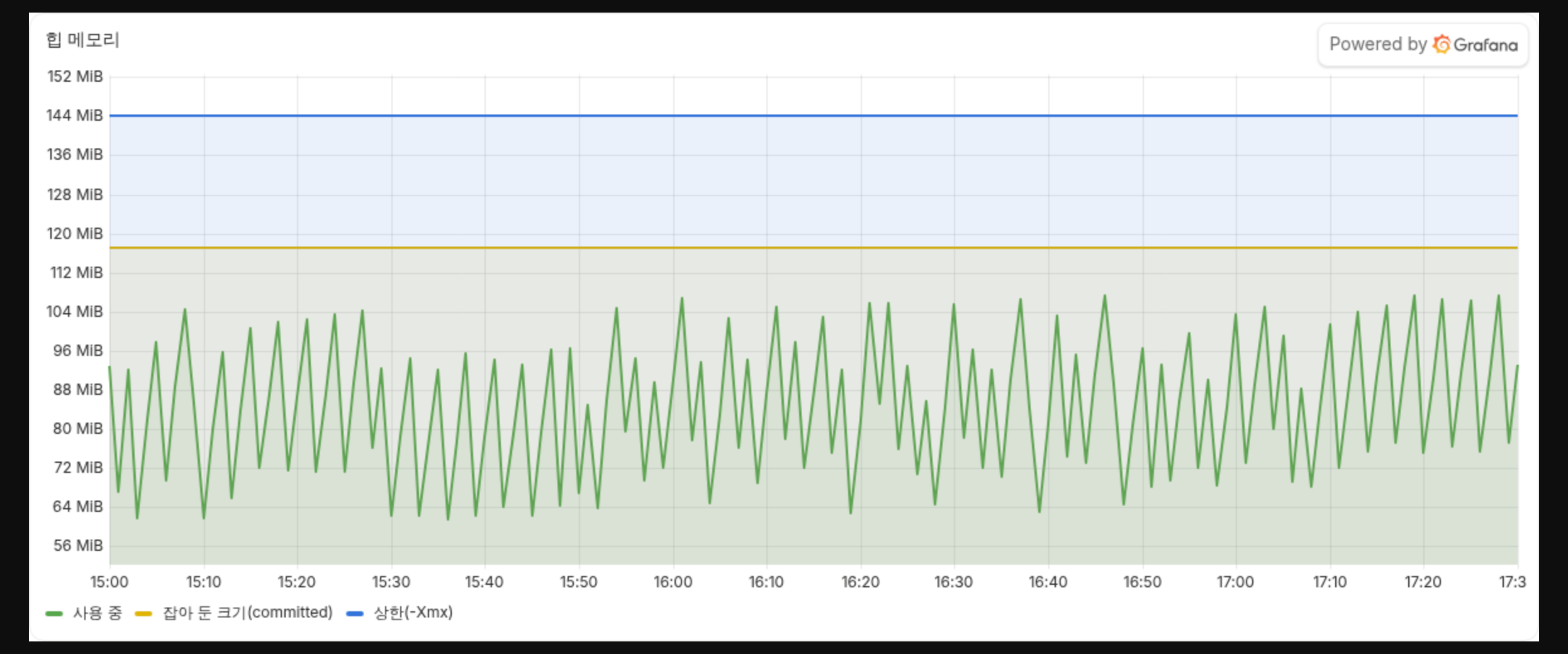 힙 메모리
Powered by Grafana
152 MiB
144 MiB
136 MiB
128 MiB
120 MiB
112 MiB
104 MiB
96 MiB
88 MiB
80 MiB
72 MiB
64 MiB
56 MiB
15:00 15:10 15:20 15:30 15:40 15:50 16:00 16:10 16:20 16:30 16:40 16:50 17:00 17:10 17:20 17:3
사용 중 잡아 둔 크기(committed) 상한(-Xmx)